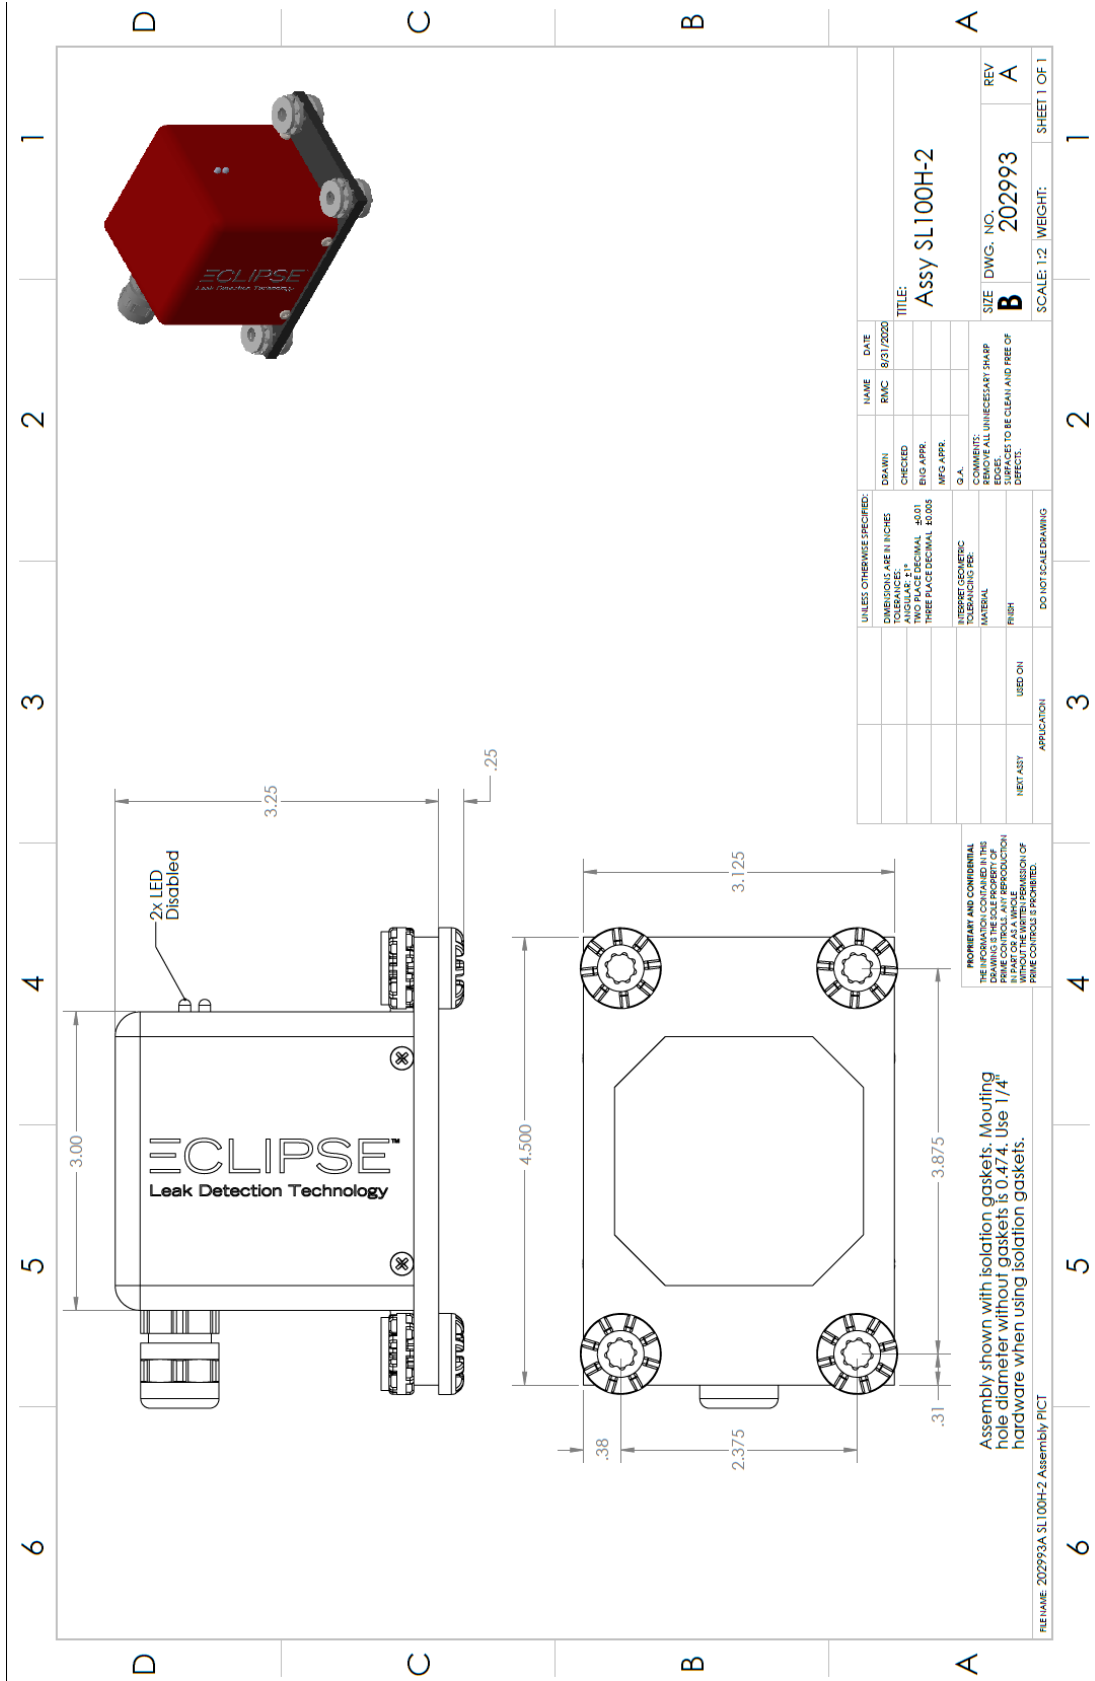 6
5
4
3
2
1
D
D
C
C
B
B
A
A
3.00
2x LED
Disabled
3.25
.25
ECLIPSE™
Leak Detection Technology
ECLIPSE
Leak Detection Technology
4.500
3.125
.38
2.375
3.875
.31
Assembly shown with isolation gaskets. Mouting
hole diameter without gaskets is 0.474. Use 1/4"
hardware when using isolation gaskets.
FILENAME: 202993A SL100H-2 Assembly PICT
PROPRIETARY AND CONFIDENTIAL
THE INFORMATION CONTAINED IN THIS
DRAWING IS THE SOLE PROPERTY OF
PRIME CONTROLS. ANY REPRODUCTION
IN PART OR AS A WHOLE
WITHOUT THE WRITTEN PERMISSION OF
PRIME CONTROLS IS PROHIBITED.
NEXT ASSY
USED ON
APPLICATION
UNLESS OTHERWISE SPECIFIED:
DIMENSIONS ARE IN INCHES
TOLERANCES:
ANGULAR: ±1°
TWO PLACE DECIMAL ±0.01
THREE PLACE DECIMAL ±0.005
INTERPRET GEOMETRIC
TOLERANCING PER:
MATERIAL
FINISH
DO NOT SCALE DRAWING
NAME
DATE
DRAWN
RMC
8/31/2020
CHECKED
ENG APPR.
MFG APPR.
Q.A.
COMMENTS:
REMOVE ALL UNNECESSARY SHARP
EDGES.
SURFACES TO BE CLEAN AND FREE OF
DEFECTS.
TITLE:
Assy SL100H-2
SIZE
B
DWG. NO.
202993
REV
A
SCALE: 1:2
WEIGHT:
SHEET 1 OF 1
6
5
4
3
2
1